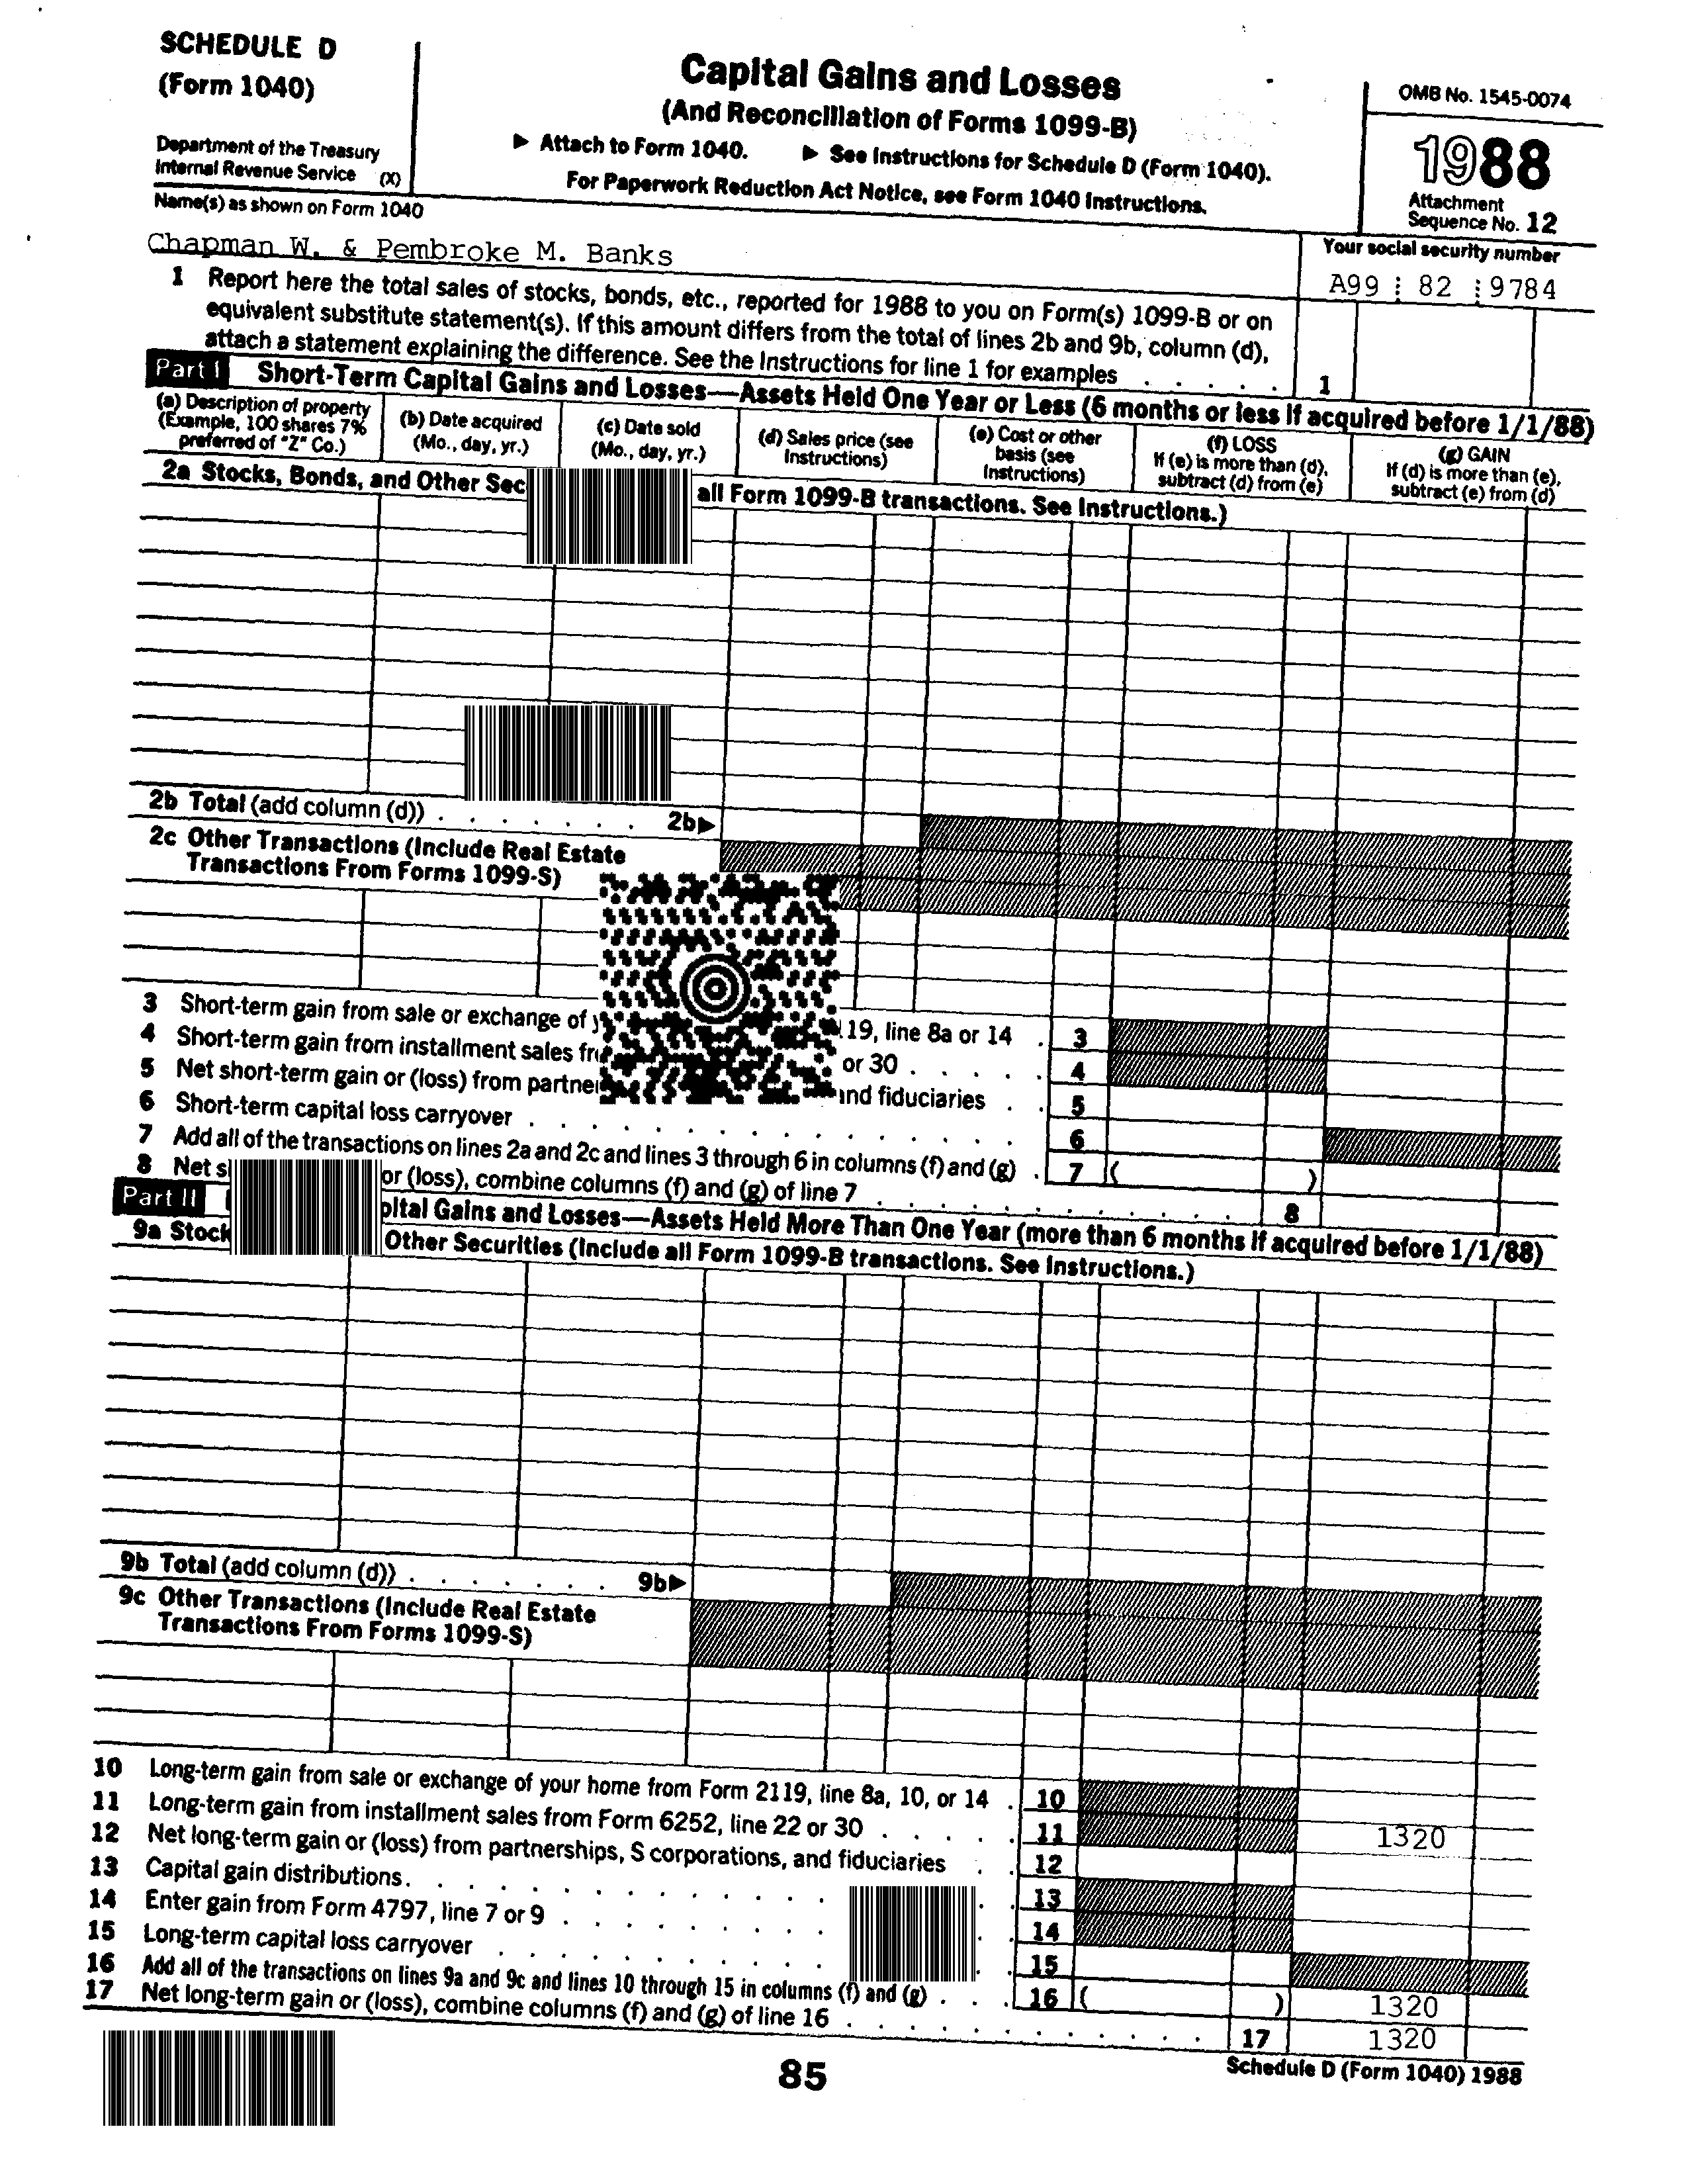 SCHEDULE D
(Form 1040)
Department of the Treasury
Internal Revenue Service (X)
Capital Gains and Losses
(And Reconciliation of Forms 1099-B)
▶ Attach to Form 1040. ▶ See Instructions for Schedule D (Form 1040).
For Paperwork Reduction Act Notice, see Form 1040 Instructions.
OMB No. 1545-0074
1988
Attachment
Sequence No. 12
Name(s) as shown on Form 1040
Chapman W. & Pembroke M. Banks
Your social security number
A99 82 9784
1 Report here the total sales of stocks, bonds, etc., reported for 1988 to you on Form(s) 1099-B or on
equivalent substitute statement(s). If this amount differs from the total of lines 2b and 9b, column (d),
attach a statement explaining the difference. See the Instructions for line 1 for examples . . . . . 1
Part I Short-Term Capital Gains and Losses—Assets Held One Year or Less (6 months or less if acquired before 1/1/88)
(a) Description of property
(Example, 100 shares 7%
preferred of "Z" Co.)
(b) Date acquired
(Mo., day, yr.)
(c) Date sold
(Mo., day, yr.)
(d) Sales price (see
Instructions)
(e) Cost or other
basis (see
Instructions)
(f) LOSS
If (e) is more than (d),
subtract (d) from (e)
(g) GAIN
If (d) is more than (e),
subtract (e) from (d)
2a Stocks, Bonds, and Other Sec all Form 1099-B transactions. See Instructions.)
2b Total (add column (d)) . . . . . . . 2b▶
2c Other Transactions (Include Real Estate
Transactions From Forms 1099-S)
3 Short-term gain from sale or exchange of 19, line 8a or 14 . 3
4 Short-term gain from installment sales or 30 . . . . . 4
5 Net short-term gain or (loss) from and fiduciaries . . 5
6 Short-term capital loss carryover . . . . . . . . . . . . . . . 6
7 Add all of the transactions on lines 2a and 2c and lines 3 through 6 in columns (f) and (g) . 7 ( )
8 Net or (loss), combine columns (f) and (g) of line 7 . . . . . . . . . . . . 8
Part II Gains and Losses—Assets Held More Than One Year (more than 6 months if acquired before 1/1/88)
9a Stock Other Securities (Include all Form 1099-B transactions. See Instructions.)
9b Total (add column (d)) . . . . . . . 9b▶
9c Other Transactions (Include Real Estate
Transactions From Forms 1099-S)
10 Long-term gain from sale or exchange of your home from Form 2119, line 8a, 10, or 14 . 10
11 Long-term gain from installment sales from Form 6252, line 22 or 30 . . . . . 11 1320
12 Net long-term gain or (loss) from partnerships, S corporations, and fiduciaries . . 12
13 Capital gain distributions . . . . . . . . . . . 13
14 Enter gain from Form 4797, line 7 or 9 . . . . . . . . . . 14
15 Long-term capital loss carryover . . . . . . . . . . 15
16 Add all of the transactions on lines 9a and 9c and lines 10 through 15 in columns (f) and (g) . . . 16 ( ) 1320
17 Net long-term gain or (loss), combine columns (f) and (g) of line 16 . . . . . . . . . . . . . 17 1320
85
Schedule D (Form 1040) 1988